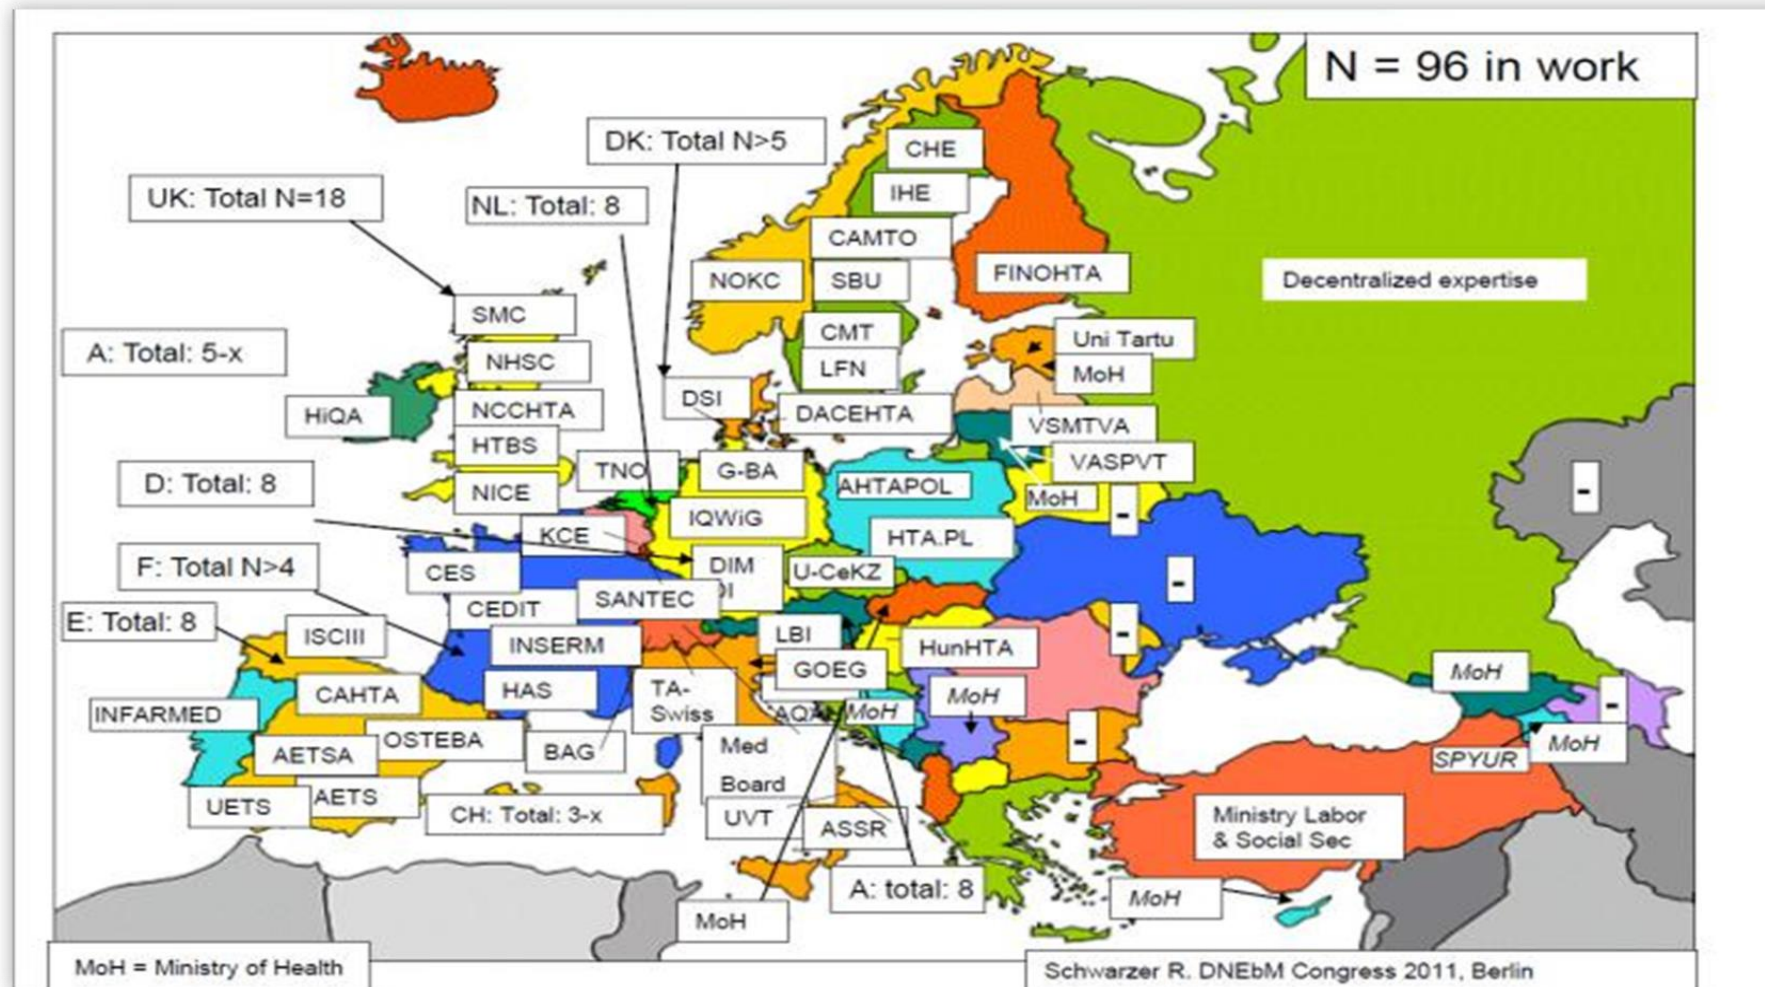 N = 96 in work
DK: Total N>5
CHE
UK: Total N=18
NL: Total: 8
IHE
CAMTO
NOKC
SBU
FINOHTA
Decentralized expertise
SMC
CMT
Uni Tartu
A: Total: 5-x
NHSC
LFN
MoH
HiQA
NCCHTA
DSI
DACEHTA
VSMTVA
HTBS
TNO
G-BA
VASPVT
D: Total: 8
NICE
AHTAPOL
MoH
-
-
IQWiG
KCE
HTA.PL
F: Total N>4
CES
DIM
DI
U-CeKZ
-
CEDIT
SANTEC
E: Total: 8
ISCIII
INSERM
LBI
HunHTA
-
GOEG
MoH
CAHTA
HAS
TA-
Swiss
MoH
MoH
-
INFARMED
AETSA
OSTEBA
BAG
Med
Board
-
SPYUR
MoH
UETS
AETS
CH: Total: 3-x
UVT
ASSR
Ministry Labor
& Social Sec
A: total: 8
MoH
MoH
MoH = Ministry of Health
Schwarzer R. DNEbM Congress 2011, Berlin